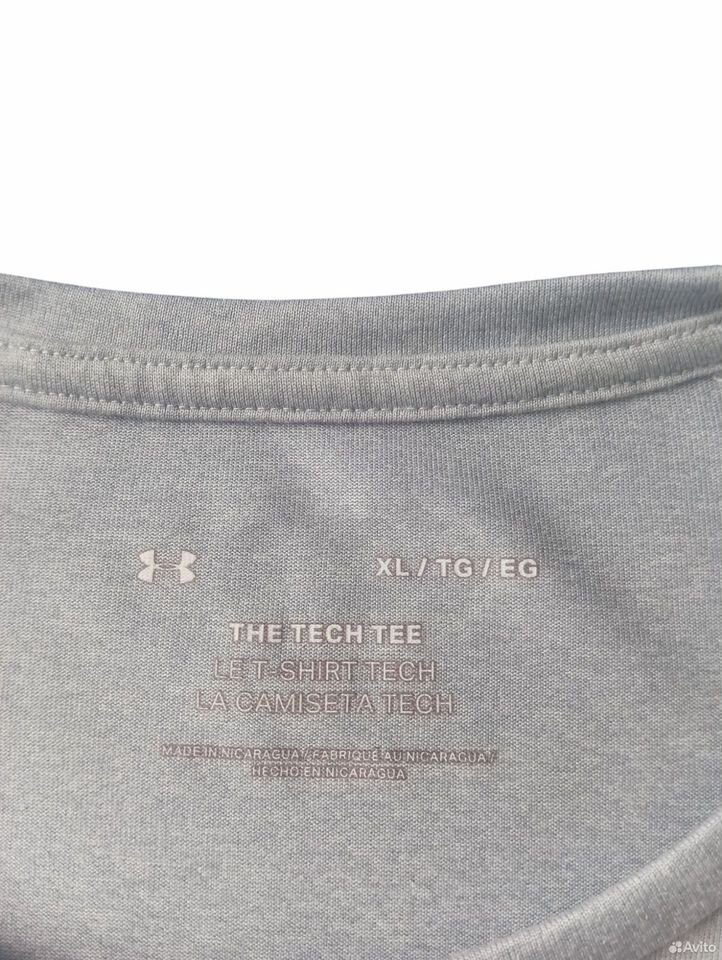 XL / TG / EG
THE TECH TEE
LE T-SHIRT TECH
LA CAMISETA TECH
MADE IN NICARAGUA / FABRIQUÉ AU NICARAGUA /
HECHO EN NICARAGUA
Avito